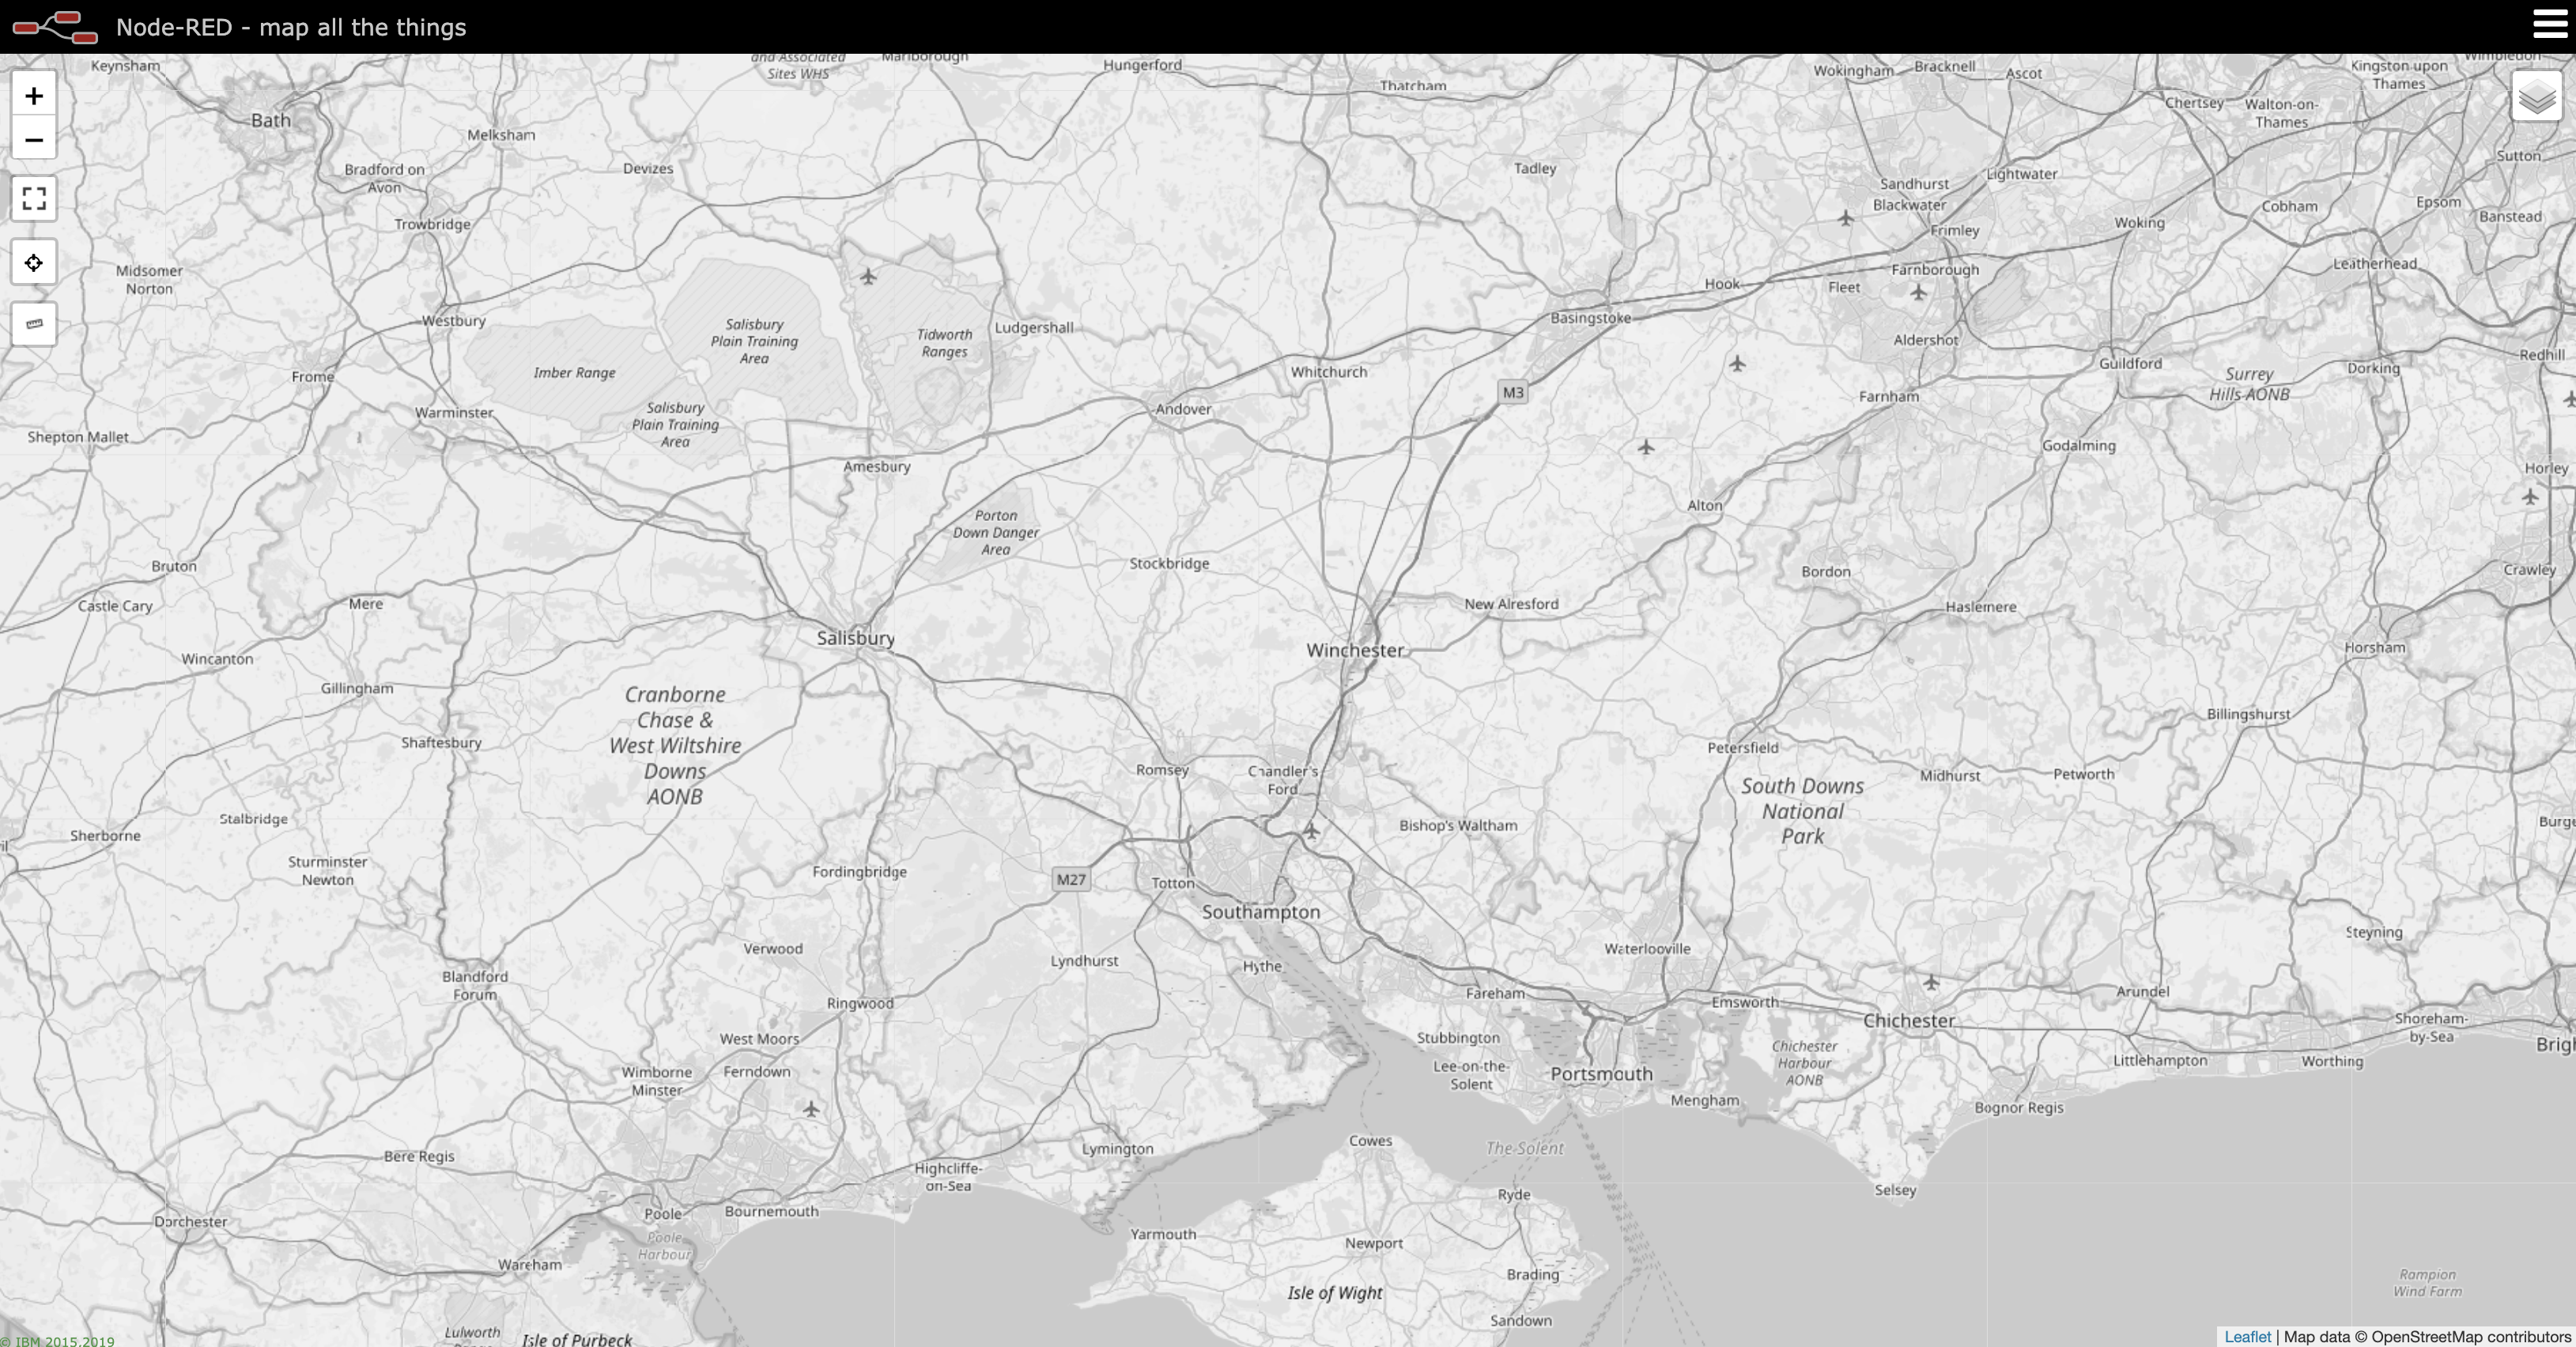 Node-RED - map all the things
Keynsham
and Associated
Sites WHS
Marlborough
Hungerford
Thatcham
Wokingham
Bracknell
Ascot
Kingston upon
Thames
Wimbledon
+
−
Bath
Melksham
Chertsey
Walton-on-
Thames
Bradford on
Avon
Devizes
Tadley
Sandhurst
Blackwater
Lightwater
Sutton
Trowbridge
Frimley
Woking
Cobham
Epsom
Banstead
Midsomer
Norton
Hook
Farnborough
Fleet
Leatherhead
Westbury
Salisbury
Plain Training
Area
Tidworth
Ranges
Ludgershall
Basingstoke
Aldershot
Imber Range
Frome
Whitchurch
M3
Guildford
Surrey
Hills AONB
Dorking
Redhill
Warminster
Salisbury
Plain Training
Area
Andover
Farnham
Shepton Mallet
Amesbury
Godalming
Horley
Porton
Down Danger
Area
Alton
Bruton
Stockbridge
Bordon
Crawley
Castle Cary
Mere
New Alresford
Haslemere
Salisbury
Winchester
Horsham
Wincanton
Gillingham
Cranborne
Chase &
West Wiltshire
Downs
AONB
Billingshurst
Shaftesbury
Petersfield
Romsey
Chandler's
Ford
Midhurst
Petworth
South Downs
National
Park
Stalbridge
Sherborne
Bishop's Waltham
Burge
il
Sturminster
Newton
Fordingbridge
M27
Totton
Southampton
Verwood
Waterlooville
Steyning
Lyndhurst
Hythe
Blandford
Forum
Ringwood
Fareham
Emsworth
Arundel
Chichester
Shoreham-
by-Sea
West Moors
Stubbington
Chichester
Harbour
AONB
Brigh
Wimborne
Minster
Ferndown
Lee-on-the-
Solent
Portsmouth
Littlehampton
Worthing
Mengham
Bognor Regis
Bere Regis
Lymington
Cowes
The Solent
Highcliffe-
on-Sea
Selsey
Ryde
Dorchester
Poole
Bournemouth
Poole
Harbour
Yarmouth
Newport
Wareham
Brading
Isle of Wight
Rampion
Wind Farm
Sandown
Lulworth
Isle of Purbeck
© IBM 2015,2019
Leaflet | Map data © OpenStreetMap contributors